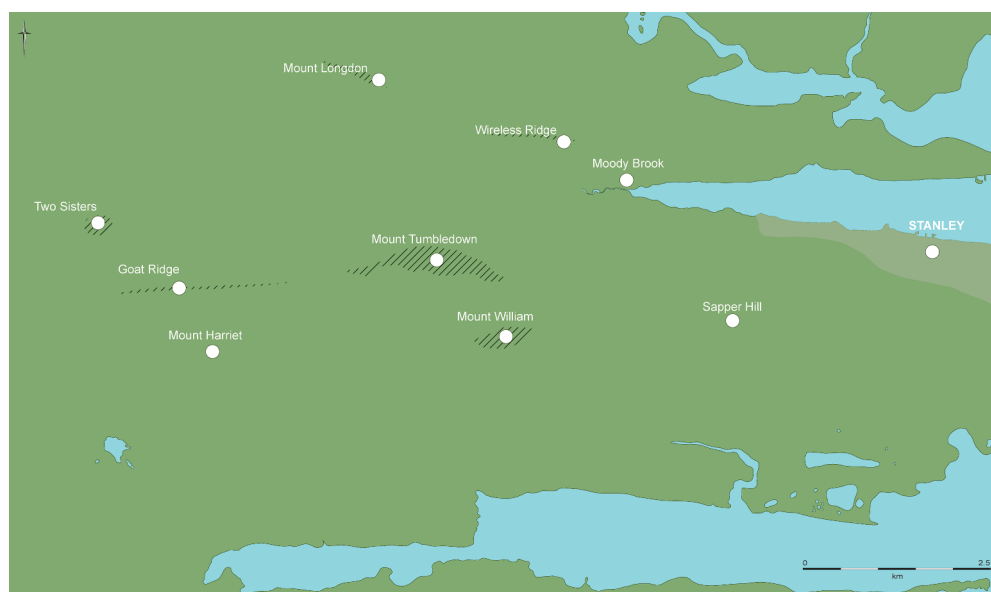 Mount Longdon
Wireless Ridge
Moody Brook
Two Sisters
STANLEY
Mount Tumbledown
Goat Ridge
Sapper Hill
Mount William
Mount Harriet
0
2.5
km